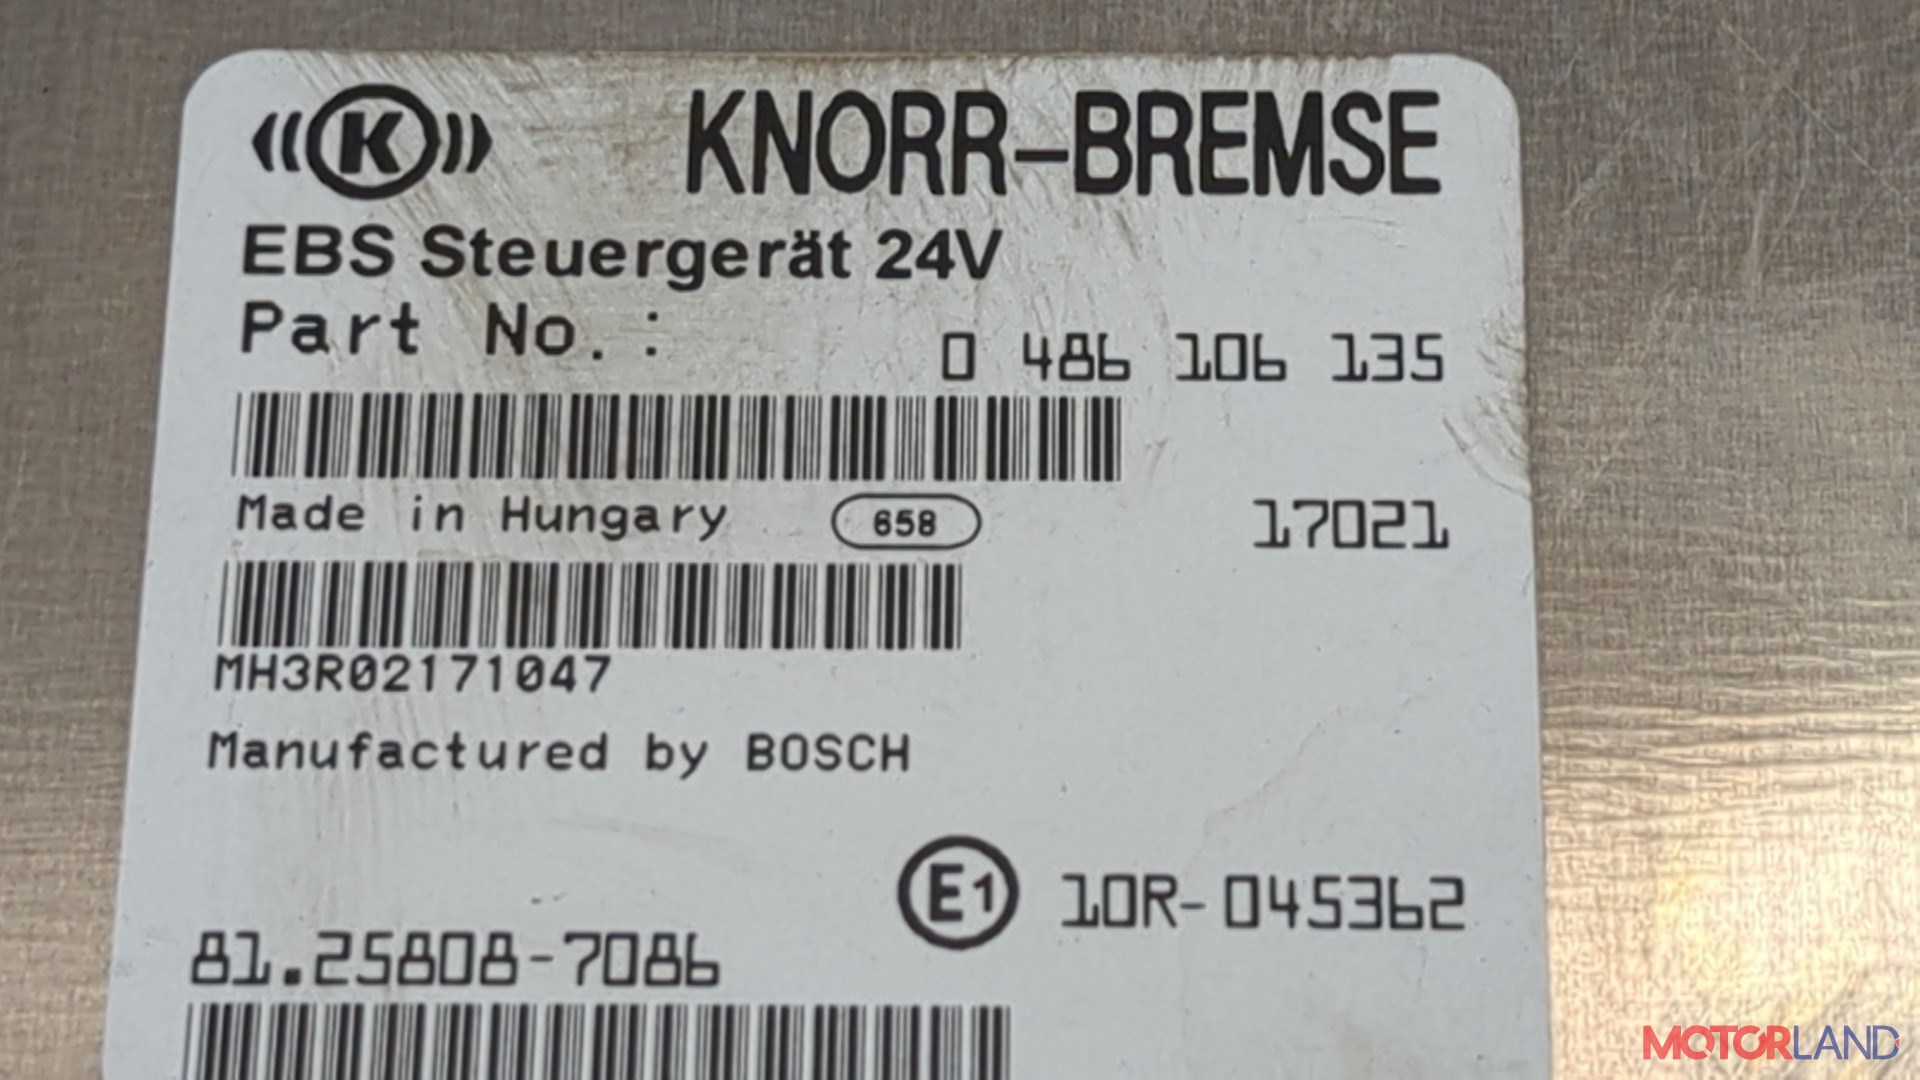 K KNORR-BREMSE
EBS Steuergerät 24V
Part No.: 0 486 106 135
Made in Hungary 658 17021
MH3R02171047
Manufactured by BOSCH
E1 10R-045362
81.25808-7086
MOTORLAND